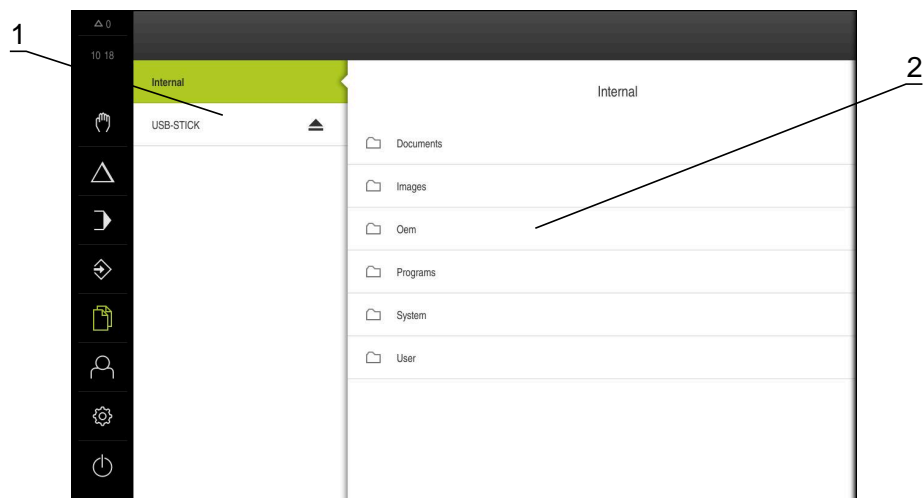 0
1
10 18
2
Internal
Internal
USB-STICK
Documents
Images
Oem
Programs
System
User